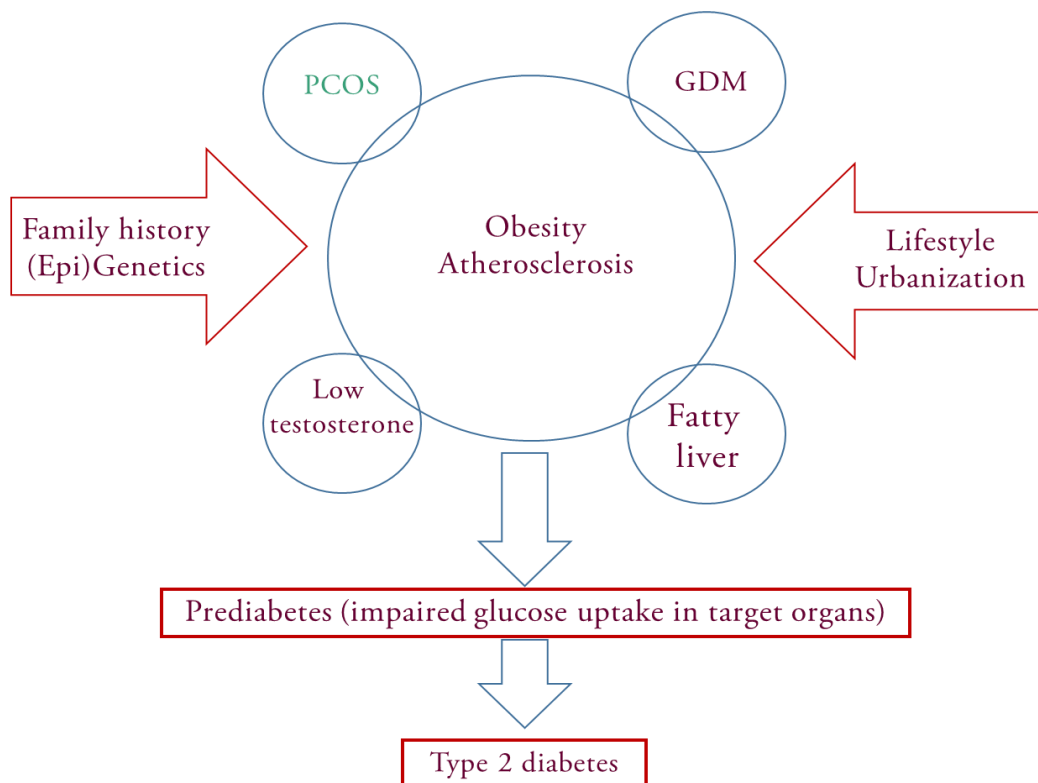 PCOS
GDM
Family history
(Epi)Genetics
Obesity
Atherosclerosis
Lifestyle
Urbanization
Low
testosterone
Fatty
liver
Prediabetes (impaired glucose uptake in target organs)
Type 2 diabetes